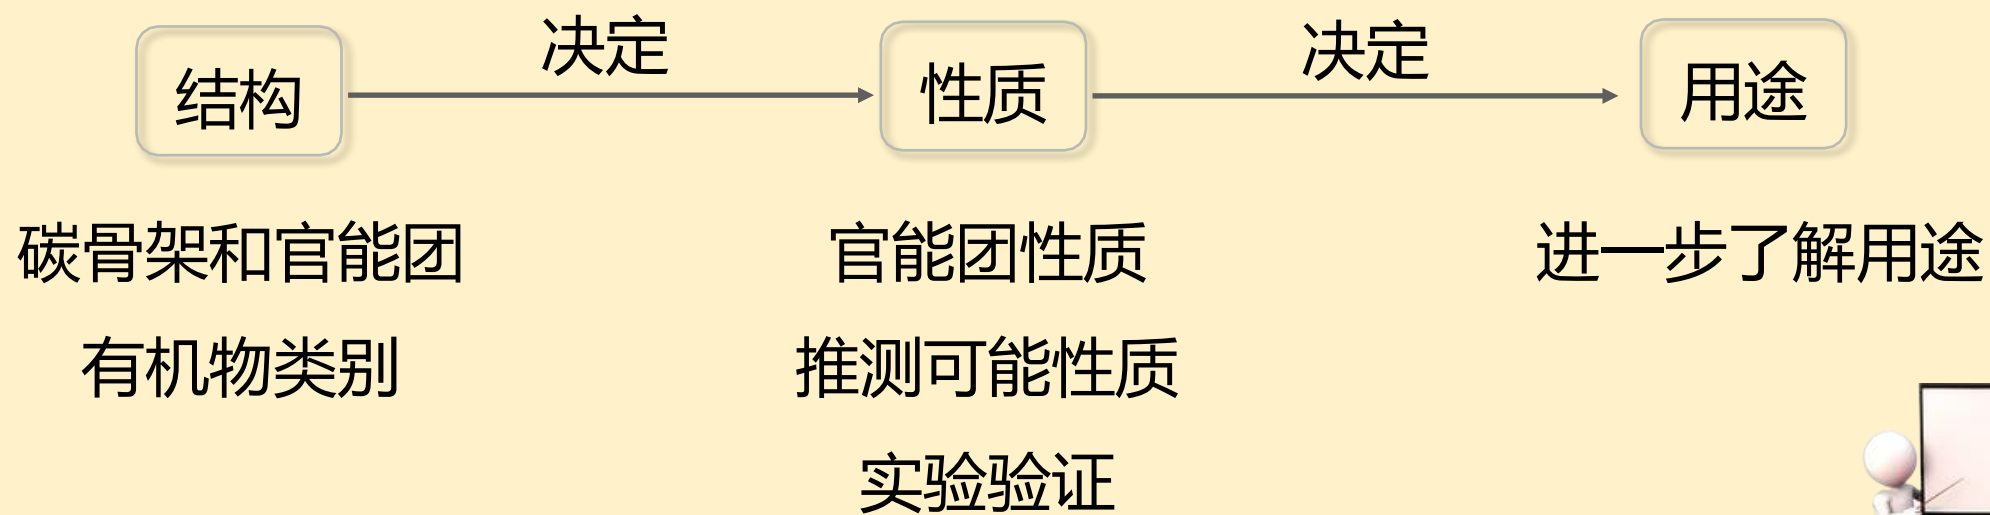 决定 决定
结构 性质 用途
碳骨架和官能团 官能团性质 进一步了解用途
有机物类别 推测可能性质
实验验证